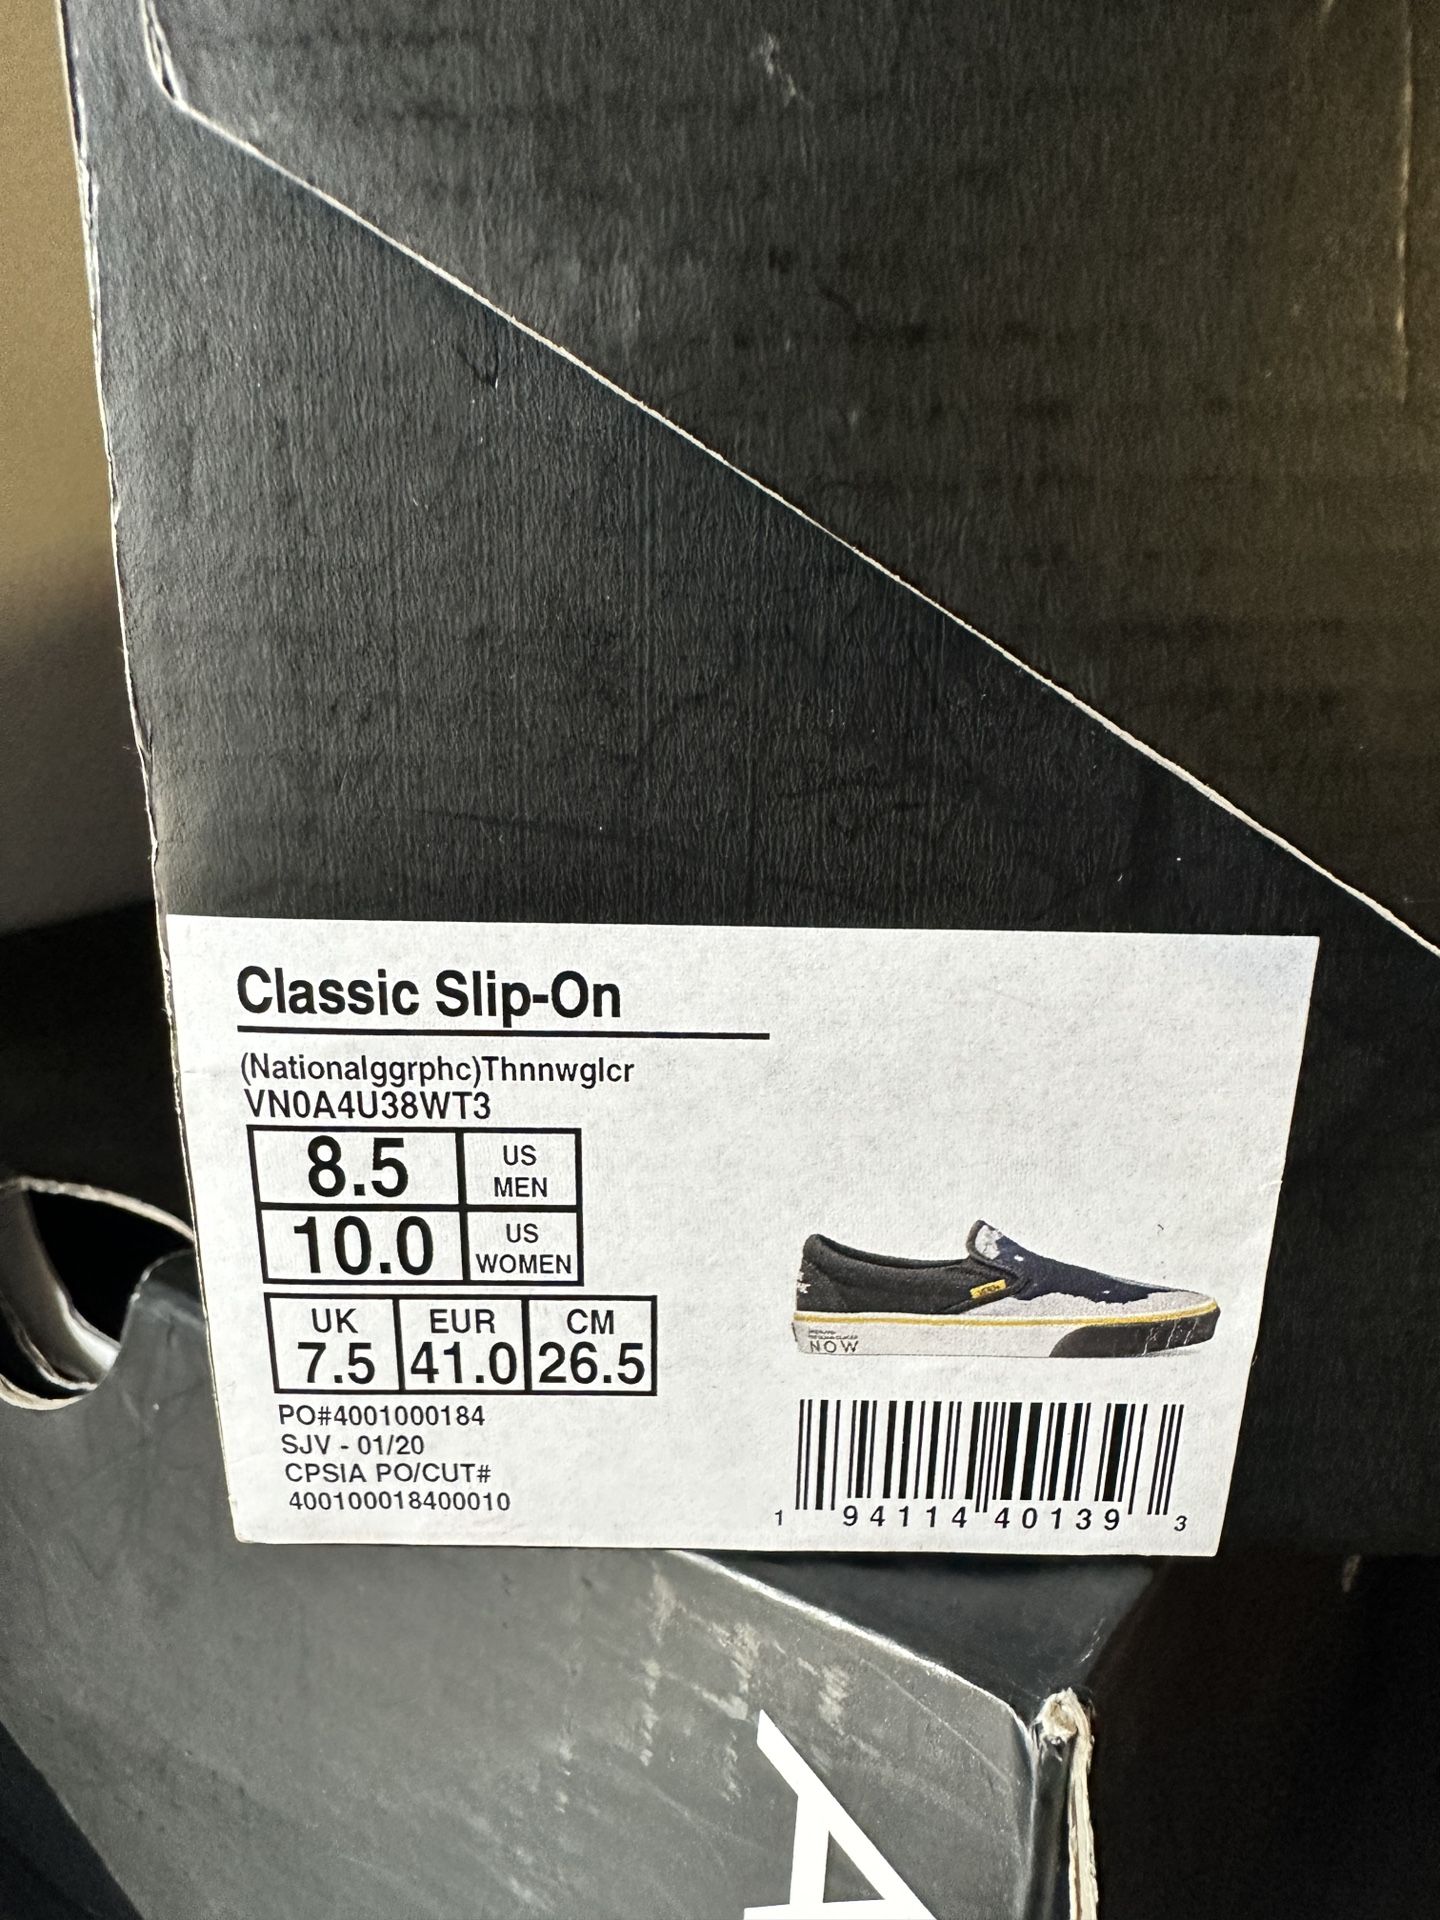 Classic Slip-On
(Nationalggrphc)Thnnwglcr
VN0A4U38WT3
8.5 US MEN
10.0 US WOMEN
UK EUR CM
7.5 41.0 26.5
PO#4001000184
SJV - 01/20
CPSIA PO/CUT#
400100018400010
NOW
1 94114 40139 3
A